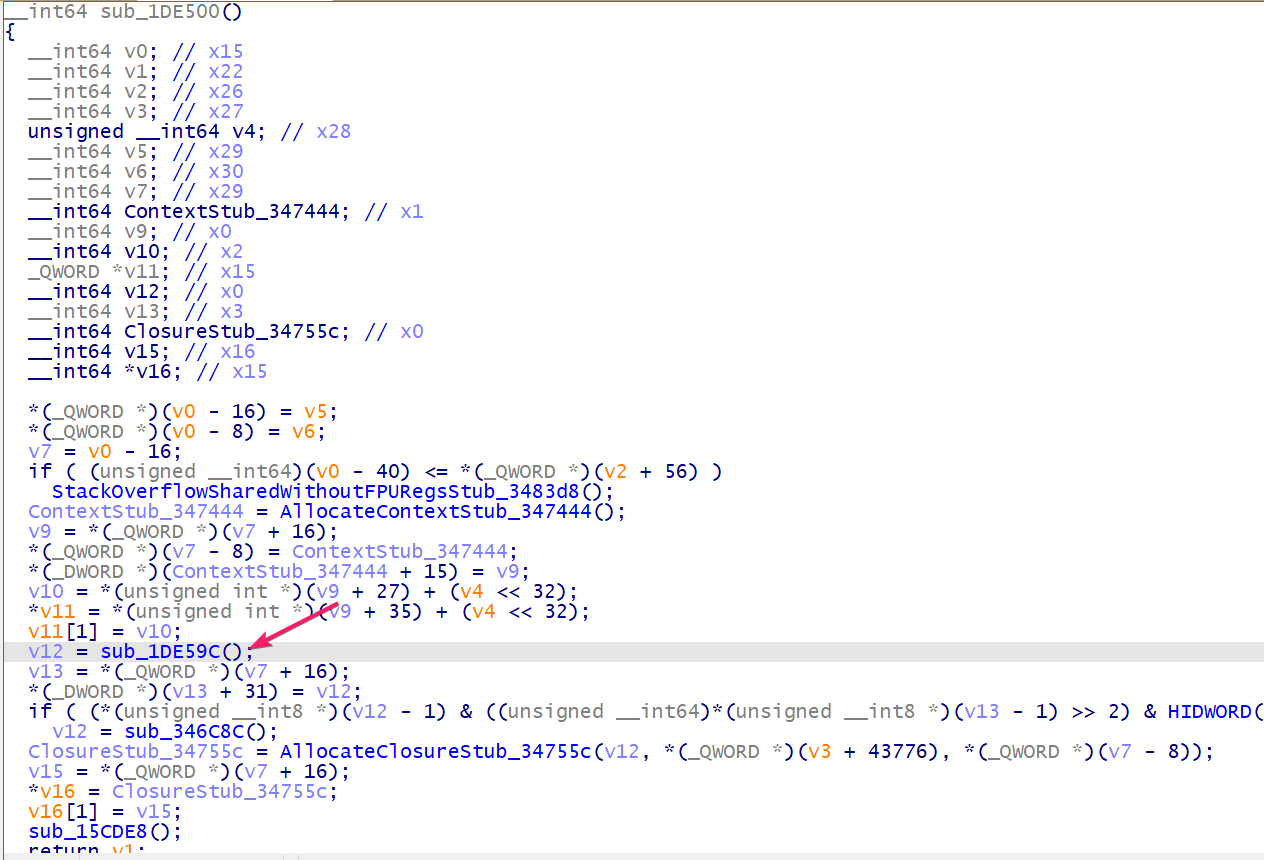 __int64 sub_1DE500()
{
__int64 v0; // x15
__int64 v1; // x22
__int64 v2; // x26
__int64 v3; // x27
unsigned __int64 v4; // x28
__int64 v5; // x29
__int64 v6; // x30
__int64 v7; // x29
__int64 ContextStub_347444; // x1
__int64 v9; // x0
__int64 v10; // x2
_QWORD *v11; // x15
__int64 v12; // x0
__int64 v13; // x3
__int64 ClosureStub_34755c; // x0
__int64 v15; // x16
__int64 *v16; // x15
*(_QWORD *)(v0 - 16) = v5;
*(_QWORD *)(v0 - 8) = v6;
v7 = v0 - 16;
if ( (unsigned __int64)(v0 - 40) <= *(_QWORD *)(v2 + 56) )
StackOverflowSharedWithoutFPURegsStub_3483d8();
ContextStub_347444 = AllocateContextStub_347444();
v9 = *(_QWORD *)(v7 + 16);
*(_QWORD *)(v7 - 8) = ContextStub_347444;
*(_DWORD *)(ContextStub_347444 + 15) = v9;
v10 = *(unsigned int *)(v9 + 27) + (v4 << 32);
*v11 = *(unsigned int *)(v9 + 35) + (v4 << 32);
v11[1] = v10;
v12 = sub_1DE59C();
v13 = *(_QWORD *)(v7 + 16);
*(_DWORD *)(v13 + 31) = v12;
if ( (*(unsigned __int8 *)(v12 - 1) & ((unsigned __int64)*(unsigned __int8 *)(v13 - 1) >> 2) & HIDWORD(
v12 = sub_346C8C();
ClosureStub_34755c = AllocateClosureStub_34755c(v12, *(_QWORD *)(v3 + 43776), *(_QWORD *)(v7 - 8));
v15 = *(_QWORD *)(v7 + 16);
*v16 = ClosureStub_34755c;
v16[1] = v15;
sub_15CDE8();
return v1;